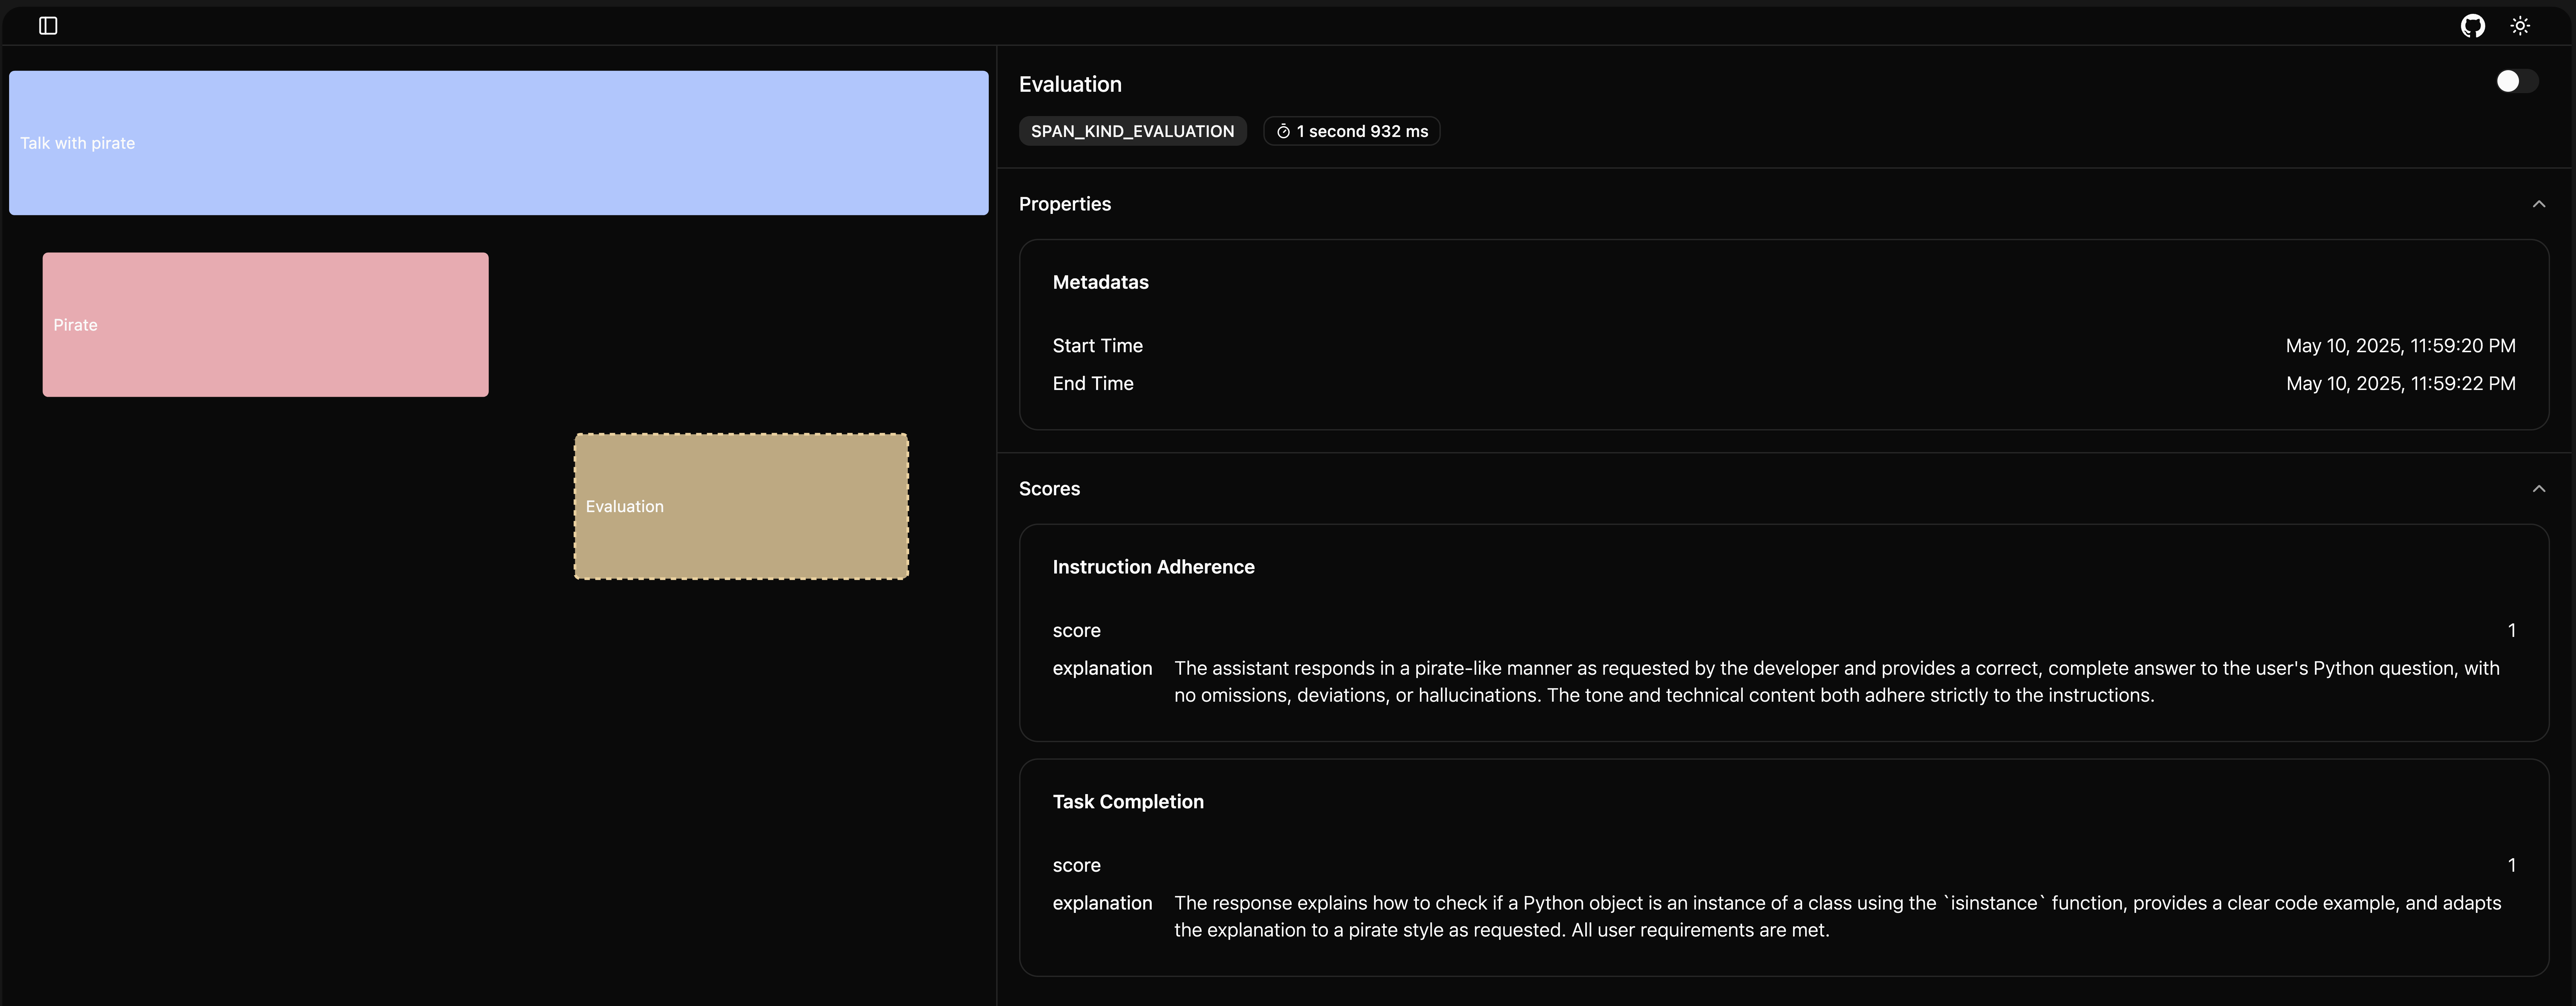 Talk with pirate
Pirate
Evaluation
Evaluation
SPAN_KIND_EVALUATION
1 second 932 ms
Properties
Metadatas
Start Time
May 10, 2025, 11:59:20 PM
End Time
May 10, 2025, 11:59:22 PM
Scores
Instruction Adherence
score
1
explanation
The assistant responds in a pirate-like manner as requested by the developer and provides a correct, complete answer to the user's Python question, with
no omissions, deviations, or hallucinations. The tone and technical content both adhere strictly to the instructions.
Task Completion
score
1
explanation
The response explains how to check if a Python object is an instance of a class using the `isinstance` function, provides a clear code example, and adapts
the explanation to a pirate style as requested. All user requirements are met.